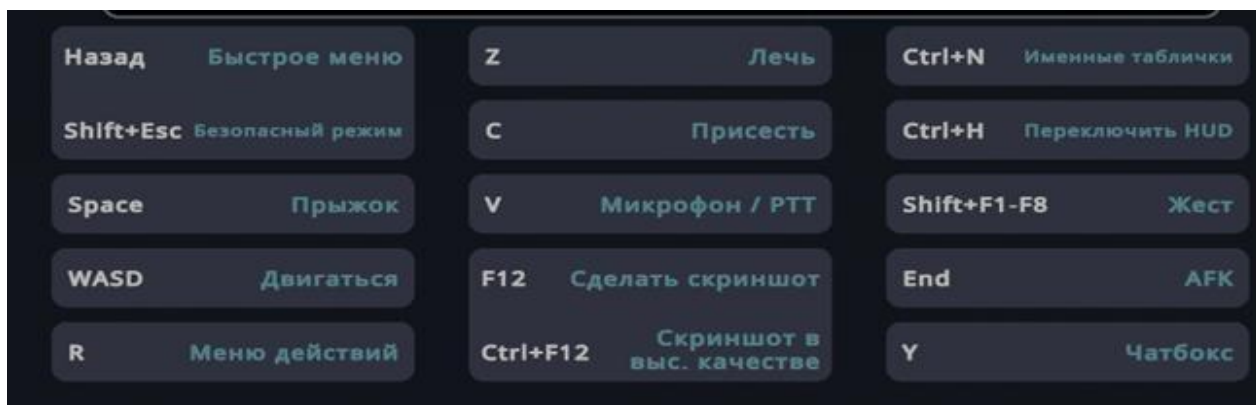 Назад Быстрое меню
Shift+Esc Безопасный режим
Space Прыжок
WASD Двигаться
R Меню действий
Z Лечь
C Присесть
V Микрофон / PTT
F12 Сделать скриншот
Ctrl+F12 Скриншот в
выс. качестве
Ctrl+N Именные таблички
Ctrl+H Переключить HUD
Shift+F1-F8 Жест
End AFK
Y Чатбокс